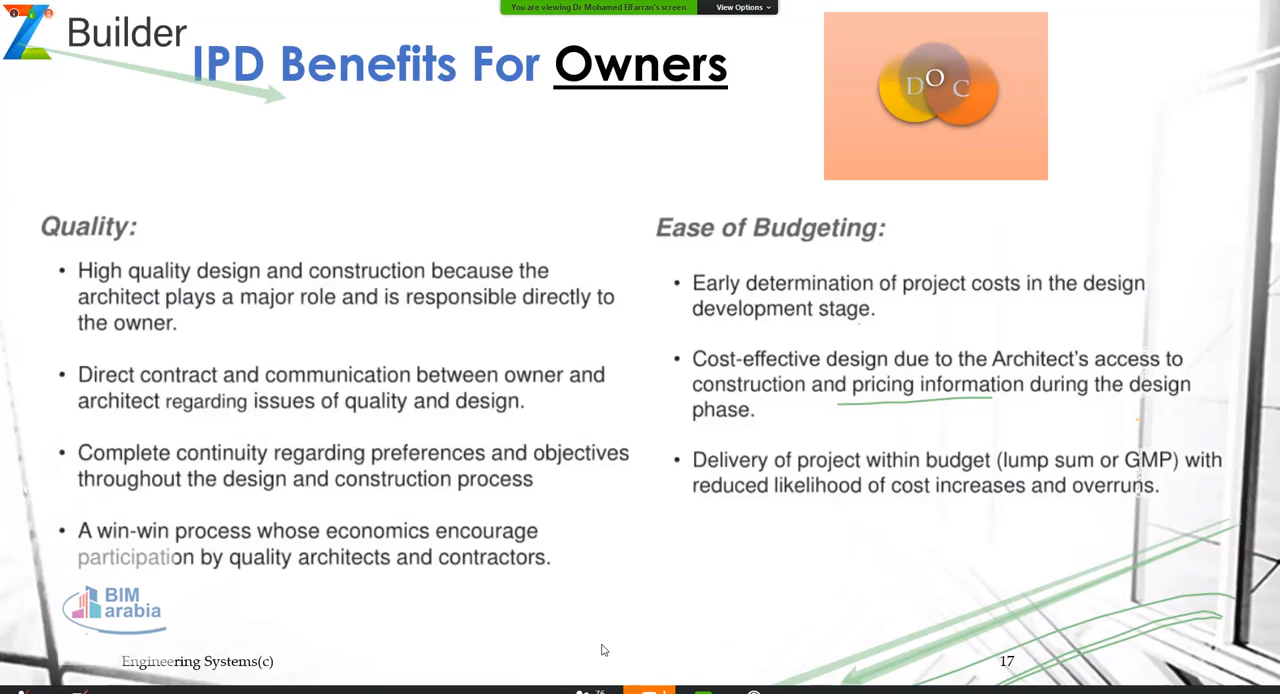 You are viewing Dr Mohamed ElFarran's screen
View Options
Builder
IPD Benefits For Owners
D O C
Quality:
• High quality design and construction because the
architect plays a major role and is responsible directly to
the owner.
• Direct contract and communication between owner and
architect regarding issues of quality and design.
• Complete continuity regarding preferences and objectives
throughout the design and construction process
• A win-win process whose economics encourage
participation by quality architects and contractors.
Ease of Budgeting:
• Early determination of project costs in the design
development stage.
• Cost-effective design due to the Architect's access to
construction and pricing information during the design
phase.
• Delivery of project within budget (lump sum or GMP) with
reduced likelihood of cost increases and overruns.
BIM
arabia
Engineering Systems(c)
17
76
1